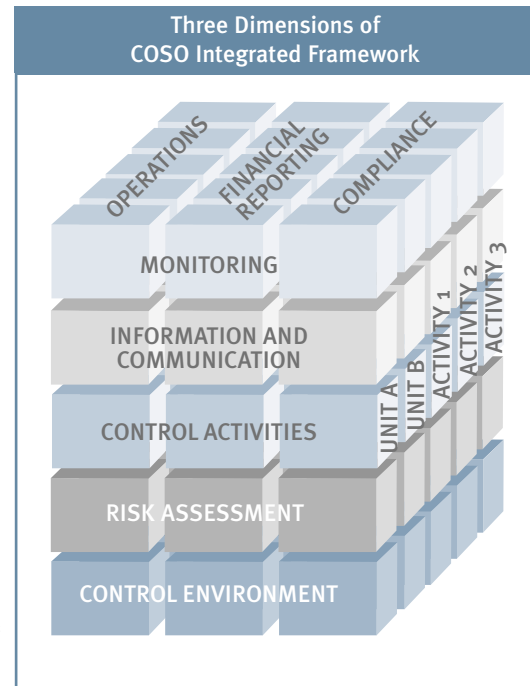 Three Dimensions of
COSO Integrated Framework
OPERATIONS
FINANCIAL
REPORTING
COMPLIANCE
MONITORING
INFORMATION AND
COMMUNICATION
CONTROL ACTIVITIES
RISK ASSESSMENT
CONTROL ENVIRONMENT
UNIT A
UNIT B
ACTIVITY 1
ACTIVITY 2
ACTIVITY 3